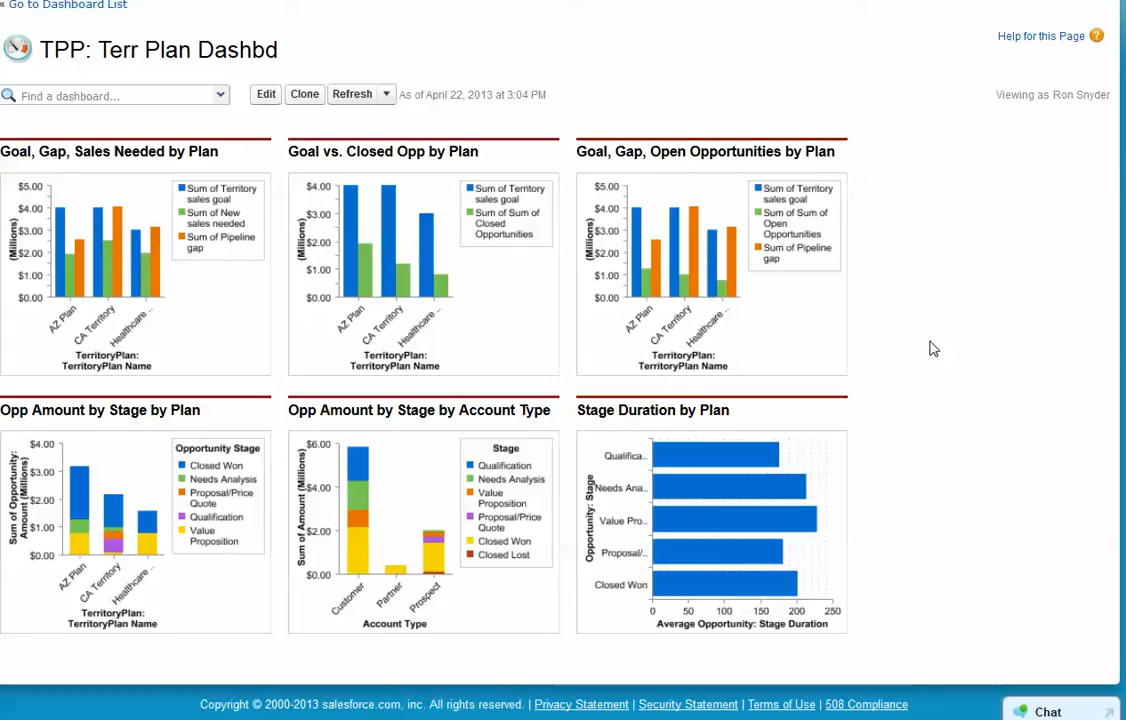 « Go to Dashboard List
TPP: Terr Plan Dashbd
Help for this Page ?
Find a dashboard...
Edit
Clone
Refresh
As of April 22, 2013 at 3:04 PM
Viewing as Ron Snyder
Goal, Gap, Sales Needed by Plan
$5.00
$4.00
$3.00
$2.00
$1.00
$0.00
(Millions)
AZ Plan
CA Territory
Healthcare ..
TerritoryPlan:
TerritoryPlan Name
Sum of Territory
sales goal
Sum of New
sales needed
Sum of Pipeline
gap
Goal vs. Closed Opp by Plan
$4.00
$3.00
$2.00
$1.00
$0.00
(Millions)
AZ Plan
CA Territory
Healthcare ..
TerritoryPlan:
TerritoryPlan Name
Sum of Territory
sales goal
Sum of Sum of
Closed
Opportunities
Goal, Gap, Open Opportunities by Plan
$5.00
$4.00
$3.00
$2.00
$1.00
$0.00
(Millions)
AZ Plan
CA Territory
Healthcare ..
TerritoryPlan:
TerritoryPlan Name
Sum of Territory
sales goal
Sum of Sum of
Open
Opportunities
Sum of Pipeline
gap
Opp Amount by Stage by Plan
Sum of Opportunity:
Amount (Millions)
$4.00
$3.00
$2.00
$1.00
$0.00
AZ Plan
CA Territory
Healthcare ..
TerritoryPlan:
TerritoryPlan Name
Opportunity Stage
Closed Won
Needs Analysis
Proposal/Price
Quote
Qualification
Value
Proposition
Opp Amount by Stage by Account Type
Sum of Amount (Millions)
$6.00
$4.00
$2.00
$0.00
Customer
Partner
Prospect
Account Type
Stage
Qualification
Needs Analysis
Value
Proposition
Proposal/Price
Quote
Closed Won
Closed Lost
Stage Duration by Plan
Opportunity: Stage
Qualifica..
Needs Ana..
Value Pro..
Proposal/..
Closed Won
0 50 100 150 200 250
Average Opportunity: Stage Duration
Copyright © 2000-2013 salesforce.com, inc. All rights reserved. | Privacy Statement | Security Statement | Terms of Use | 508 Compliance
Chat